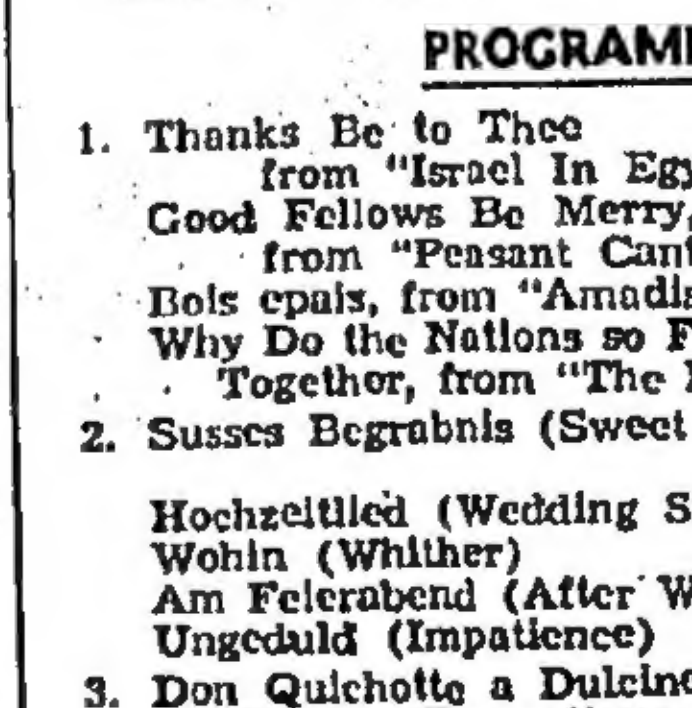 PROGRAM
1. Thanks Be to Thee
from "Israel In Egy
Good Fellows Be Merry,
from "Peasant Cant
Bois epais, from "Amadis
Why Do the Nations so F
Together, from "The
2. Susses Begrabnis (Sweet
Hochzeitlied (Wedding S
Wohin (Whither)
Am Feierabend (After W
Ungeduld (Impatience)
3. Don Quichotte a Dulcine